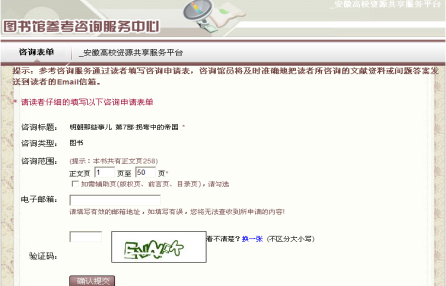 _安徽高校资源共享服务平台
图书馆参考咨询服务中心
咨询表单 _安徽高校资源共享服务平台
提示：参考咨询服务通过读者填写咨询申请表，咨询馆员将及时准确地把读者所咨询的文献资料或问题答案发
送到读者的Email信箱。
* 请读者仔细的填写以下咨询申请表单
咨询标题： 明朝那些事儿 第7部 拐弯中的帝国 *
咨询类型： 图书
咨询范围： (提示：本书共有正文页258)
正文页 1 页至 50 页*
如需辅助页(版权页、前言页、目录页)，请勾选
电子邮箱：
请填写有效的邮箱地址，如填写有误，您将无法查收到所申请的内容!
看不清楚？换一张 (不区分大小写)
验证码：
确认提交